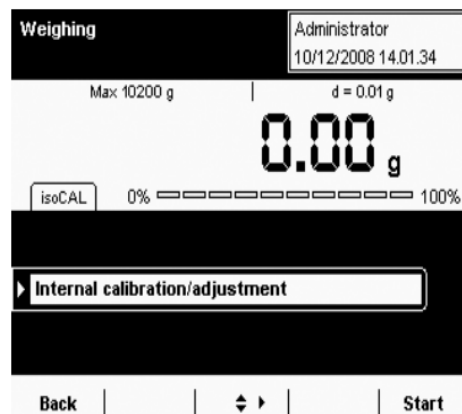 Weighing
Administrator
10/12/2008 14.01.34
Max 10200 g
d = 0.01 g
0.00 g
isoCAL
0% 100%
Internal calibration/adjustment
Back
Start